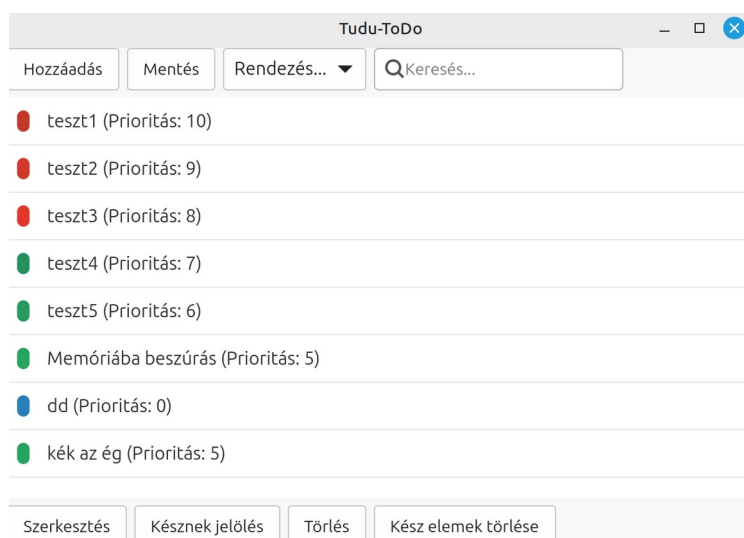 Tudu-ToDo
Hozzáadás Mentés Rendezés... Keresés...
teszt1 (Prioritás: 10)
teszt2 (Prioritás: 9)
teszt3 (Prioritás: 8)
teszt4 (Prioritás: 7)
teszt5 (Prioritás: 6)
Memóriába beszúrás (Prioritás: 5)
dd (Prioritás: 0)
kék az ég (Prioritás: 5)
Szerkesztés Késznek jelölés Törlés Kész elemek törlése